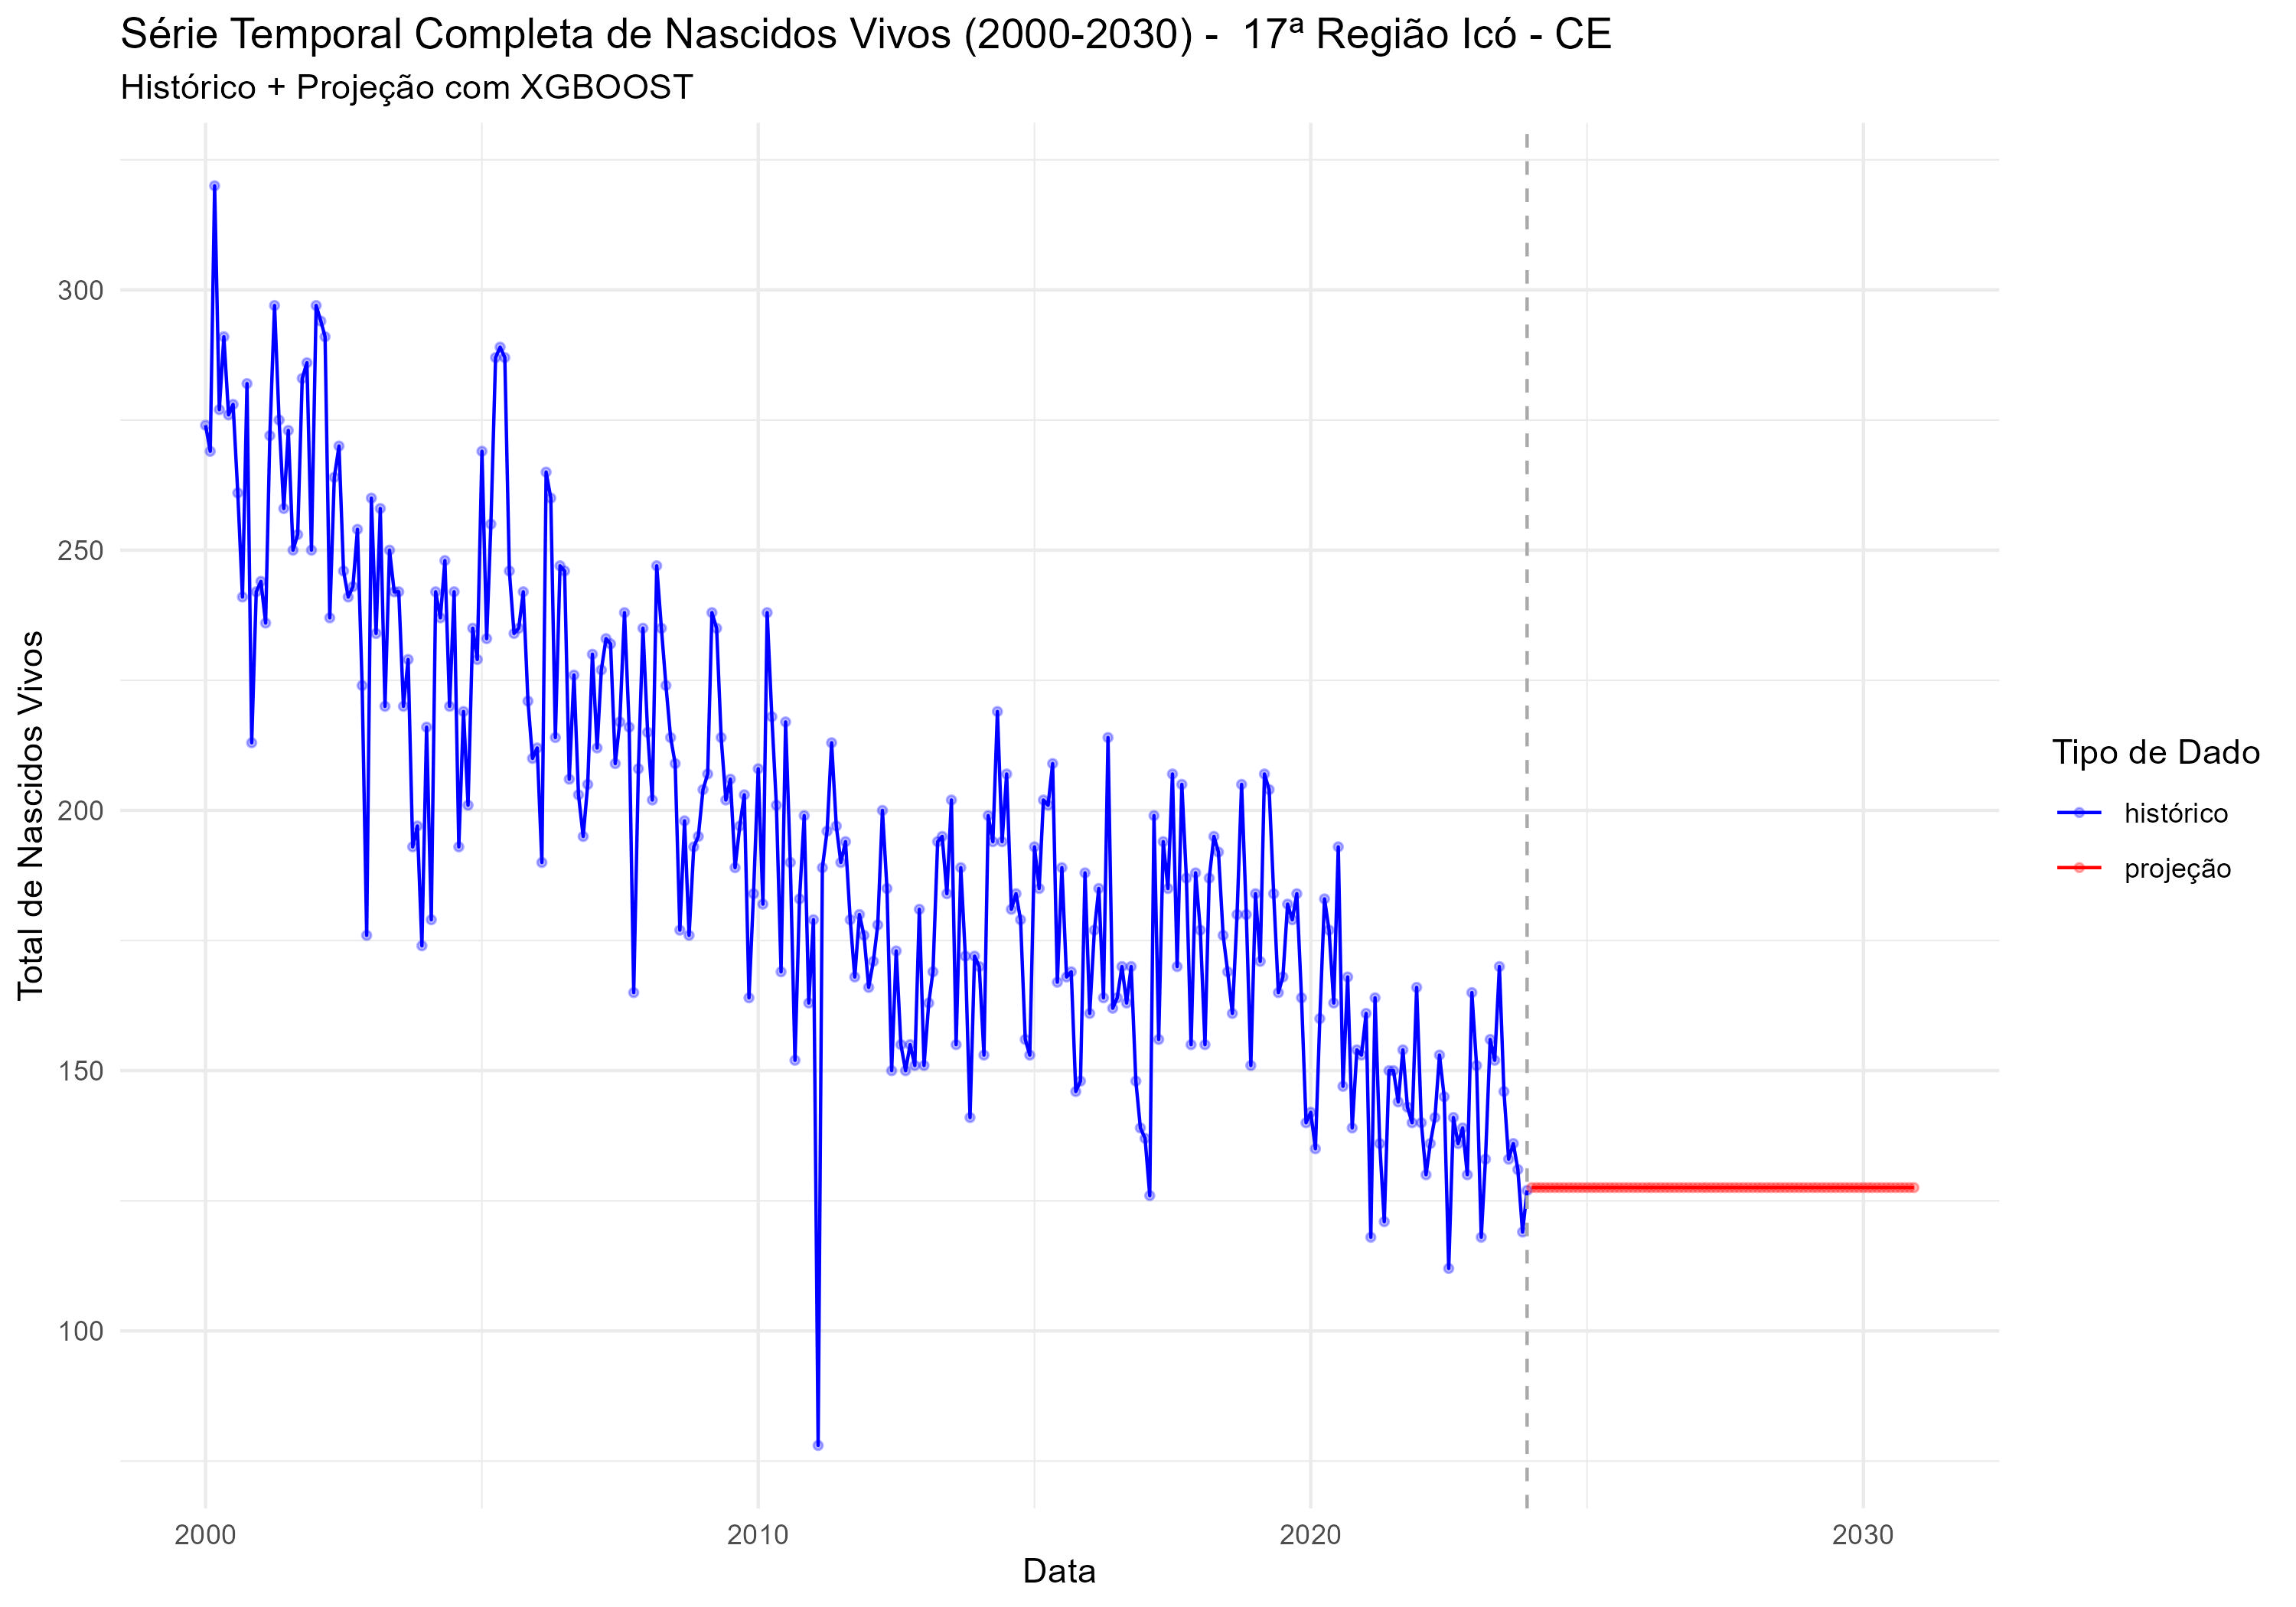 Série Temporal Completa de Nascidos Vivos (2000-2030) -  17ª Região Icó - CE
Histórico + Projeção com XGBOOST
Total de Nascidos Vivos
300
250
200
150
100
2000
2010
2020
2030
Data
Tipo de Dado
histórico
projeção